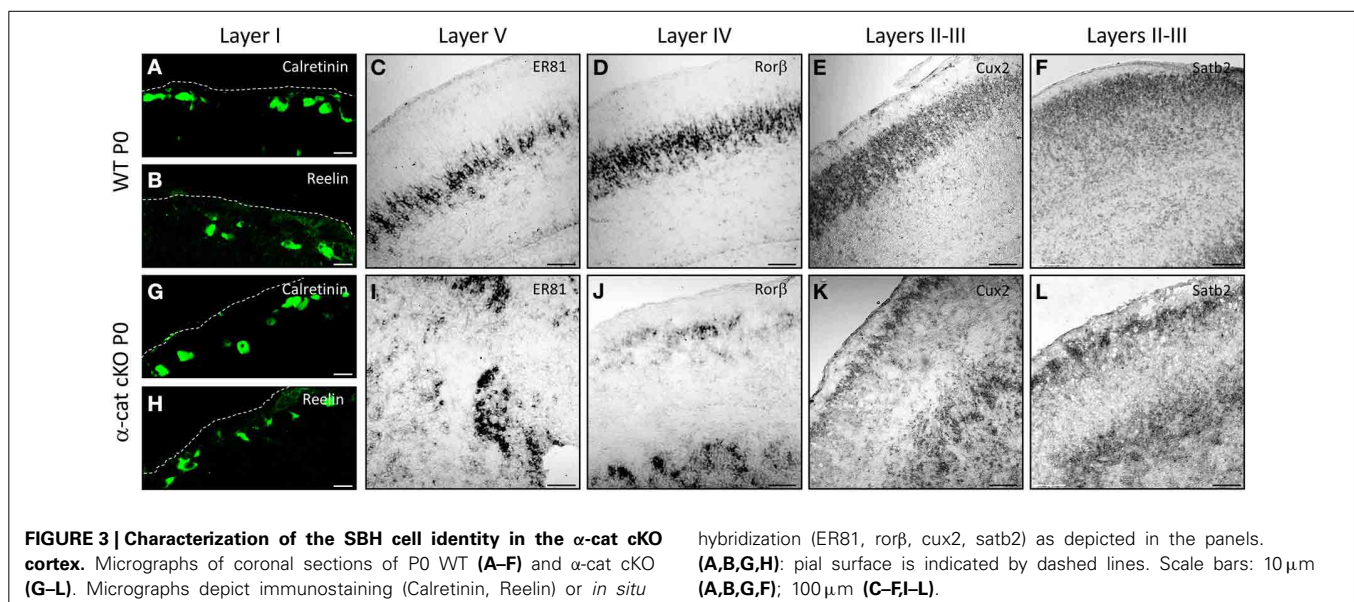 Layer I Layer V Layer IV Layers II-III Layers II-III
WT P0
A Calretinin
B Reelin
C ER81
D Rorβ
E Cux2
F Satb2
α-cat cKO P0
G Calretinin
H Reelin
I ER81
J Rorβ
K Cux2
L Satb2
FIGURE 3 | Characterization of the SBH cell identity in the α-cat cKO
cortex. Micrographs of coronal sections of P0 WT (A–F) and α-cat cKO
(G–L). Micrographs depict immunostaining (Calretinin, Reelin) or in situ
hybridization (ER81, rorβ, cux2, satb2) as depicted in the panels.
(A,B,G,H): pial surface is indicated by dashed lines. Scale bars: 10 μm
(A,B,G,F); 100 μm (C–F,I–L).